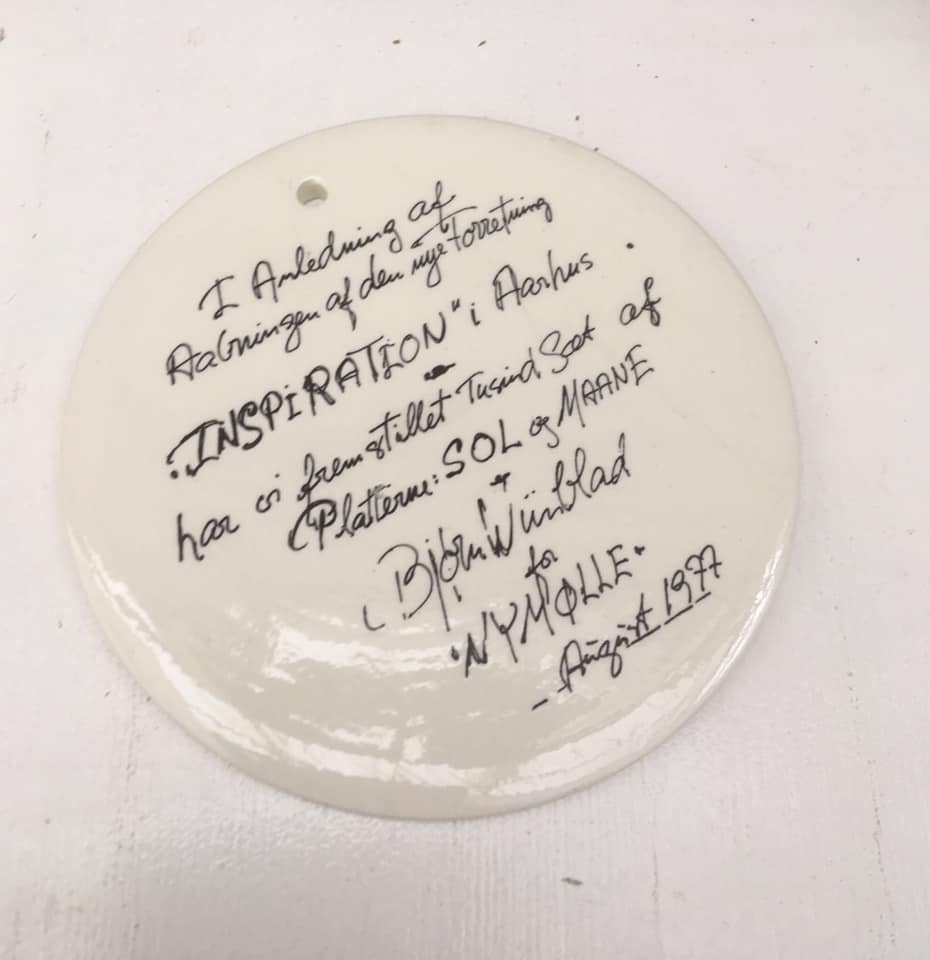 I Anledning af
Aabningen af den nye Forretning
"INSPIRATION" i Aarhus
har vi fremstillet Tusind Sæt af
Platterne: SOL og MAANE
Bjørn Wiinblad
for
NYMØLLE
- August 1977